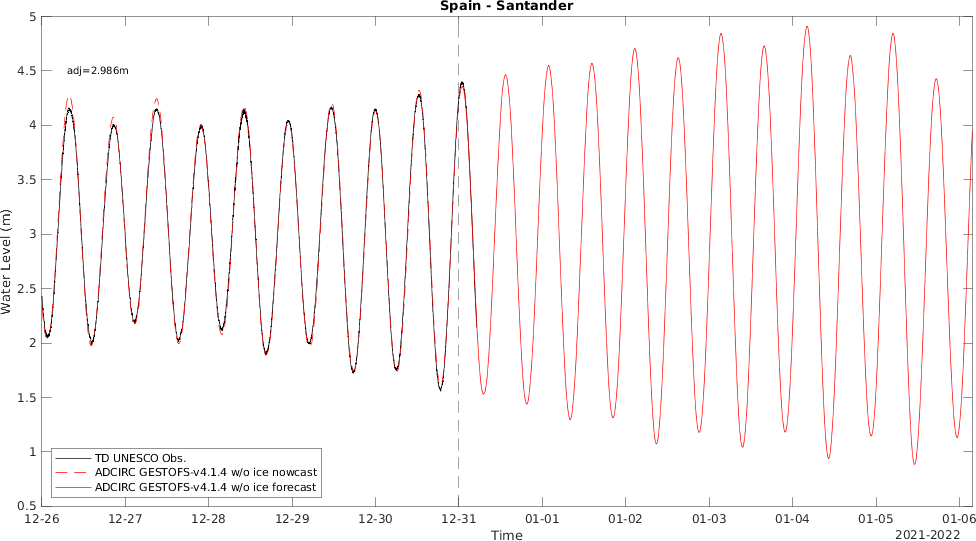 Spain - Santander
adj=2.986m
Water Level (m)
5
4.5
4
3.5
3
2.5
2
1.5
1
0.5
TD UNESCO Obs.
ADCIRC GESTOFS-v4.1.4 w/o ice nowcast
ADCIRC GESTOFS-v4.1.4 w/o ice forecast
12-26 12-27 12-28 12-29 12-30 12-31 01-01 01-02 01-03 01-04 01-05 01-06
Time
2021-2022